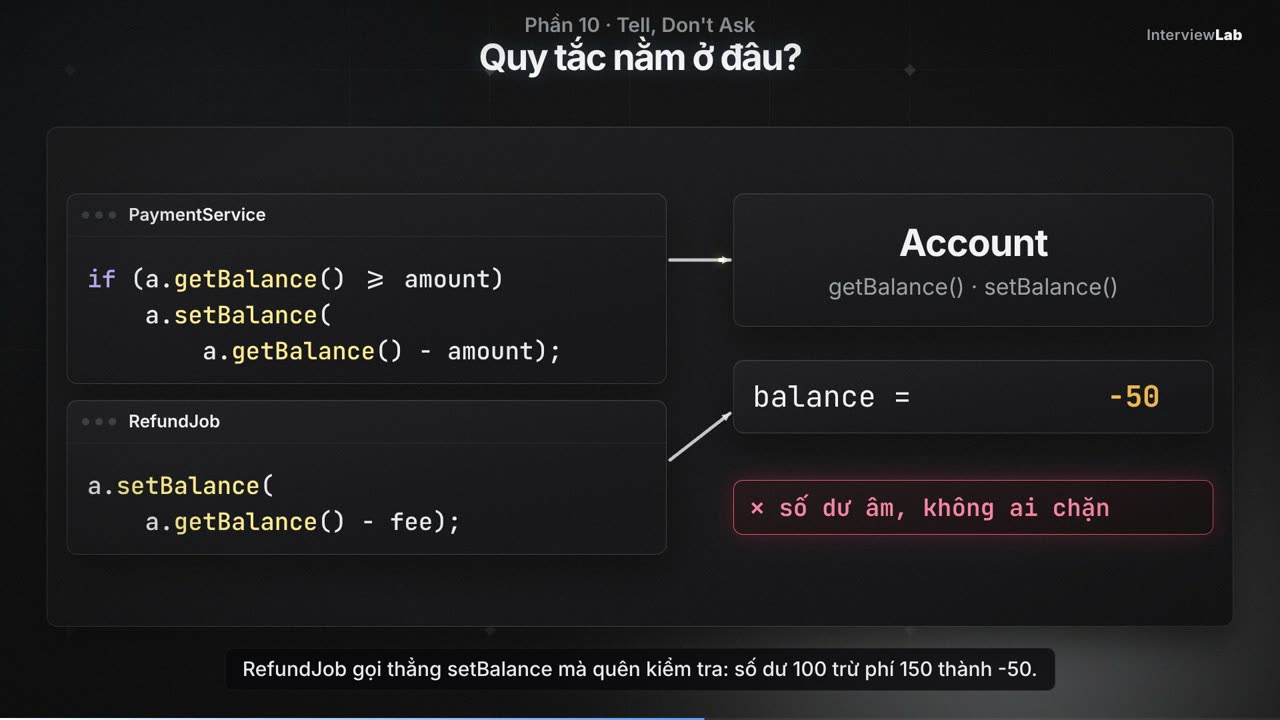 Phần 10 · Tell, Don't Ask
InterviewLab
Quy tắc nằm ở đâu?
PaymentService
if (a.getBalance() >= amount)
    a.setBalance(
        a.getBalance() - amount);
RefundJob
a.setBalance(
    a.getBalance() - fee);
Account
getBalance() · setBalance()
balance = -50
× số dư âm, không ai chặn
RefundJob gọi thẳng setBalance mà quên kiểm tra: số dư 100 trừ phí 150 thành -50.